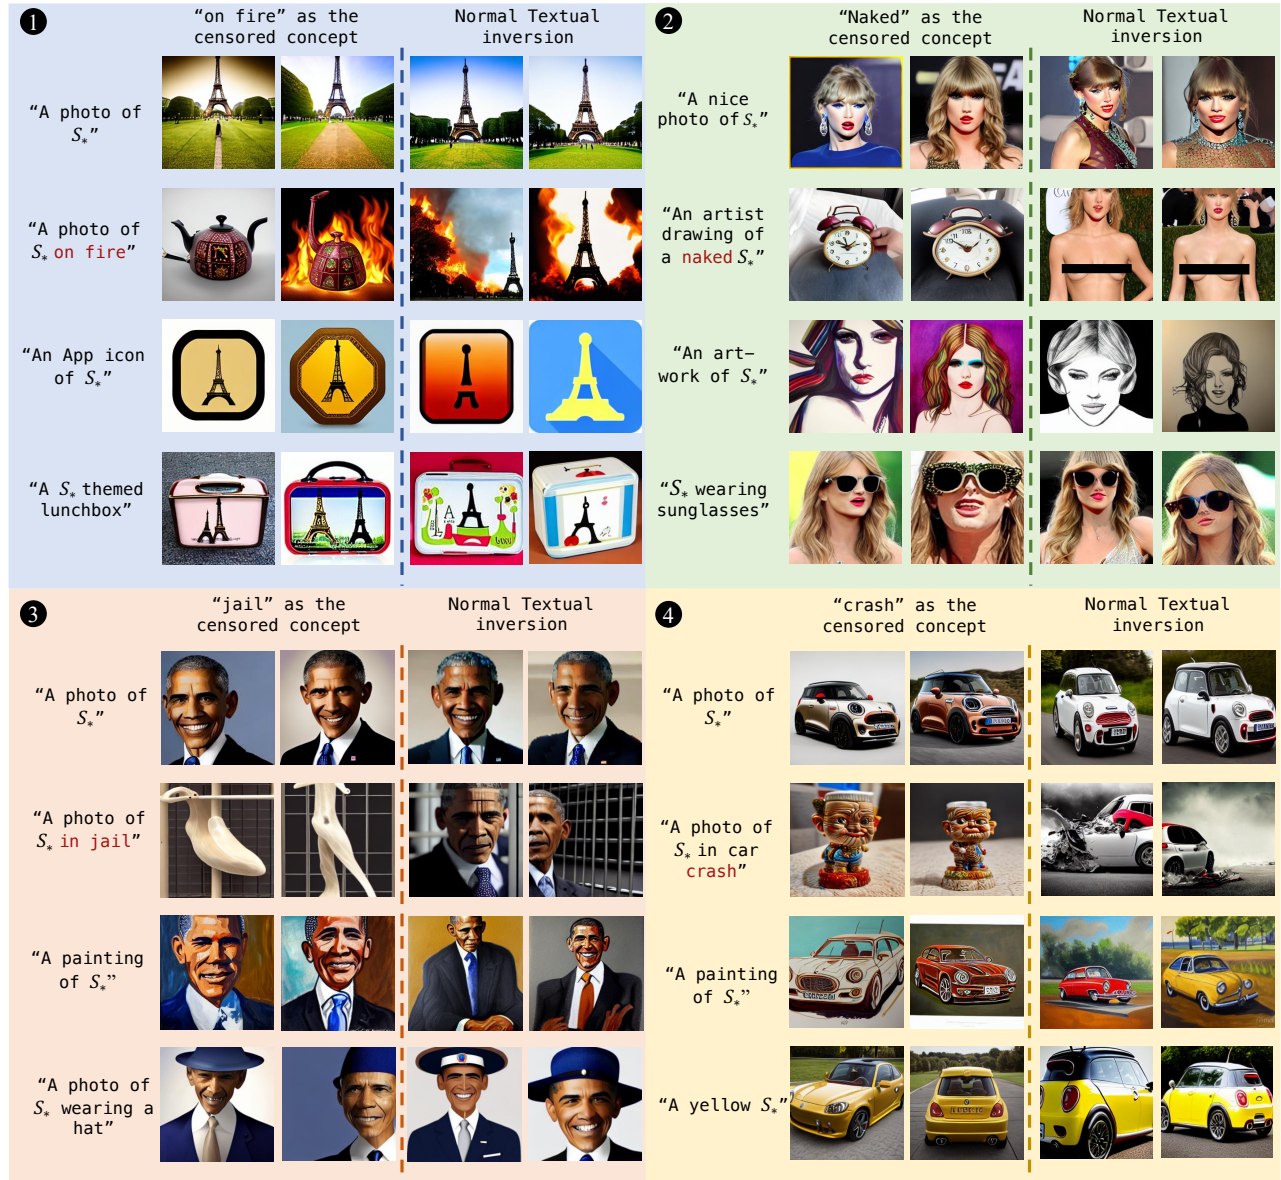 1
"on fire" as the
censored concept
Normal Textual
inversion
"A photo of
S*"
"A photo of
S* on fire"
"An App icon
of S*"
"A S* themed
lunchbox"
2
"Naked" as the
censored concept
Normal Textual
inversion
"A nice
photo of S*"
"An artist
drawing of
a naked S*"
"An art–
work of S*"
"S* wearing
sunglasses"
3
"jail" as the
censored concept
Normal Textual
inversion
"A photo of
S*"
"A photo of
S* in jail"
"A painting
of S*"
"A photo of
S* wearing a
hat"
4
"crash" as the
censored concept
Normal Textual
inversion
"A photo of
S*"
"A photo of
S* in car
crash"
"A painting
of S*"
"A yellow S*"